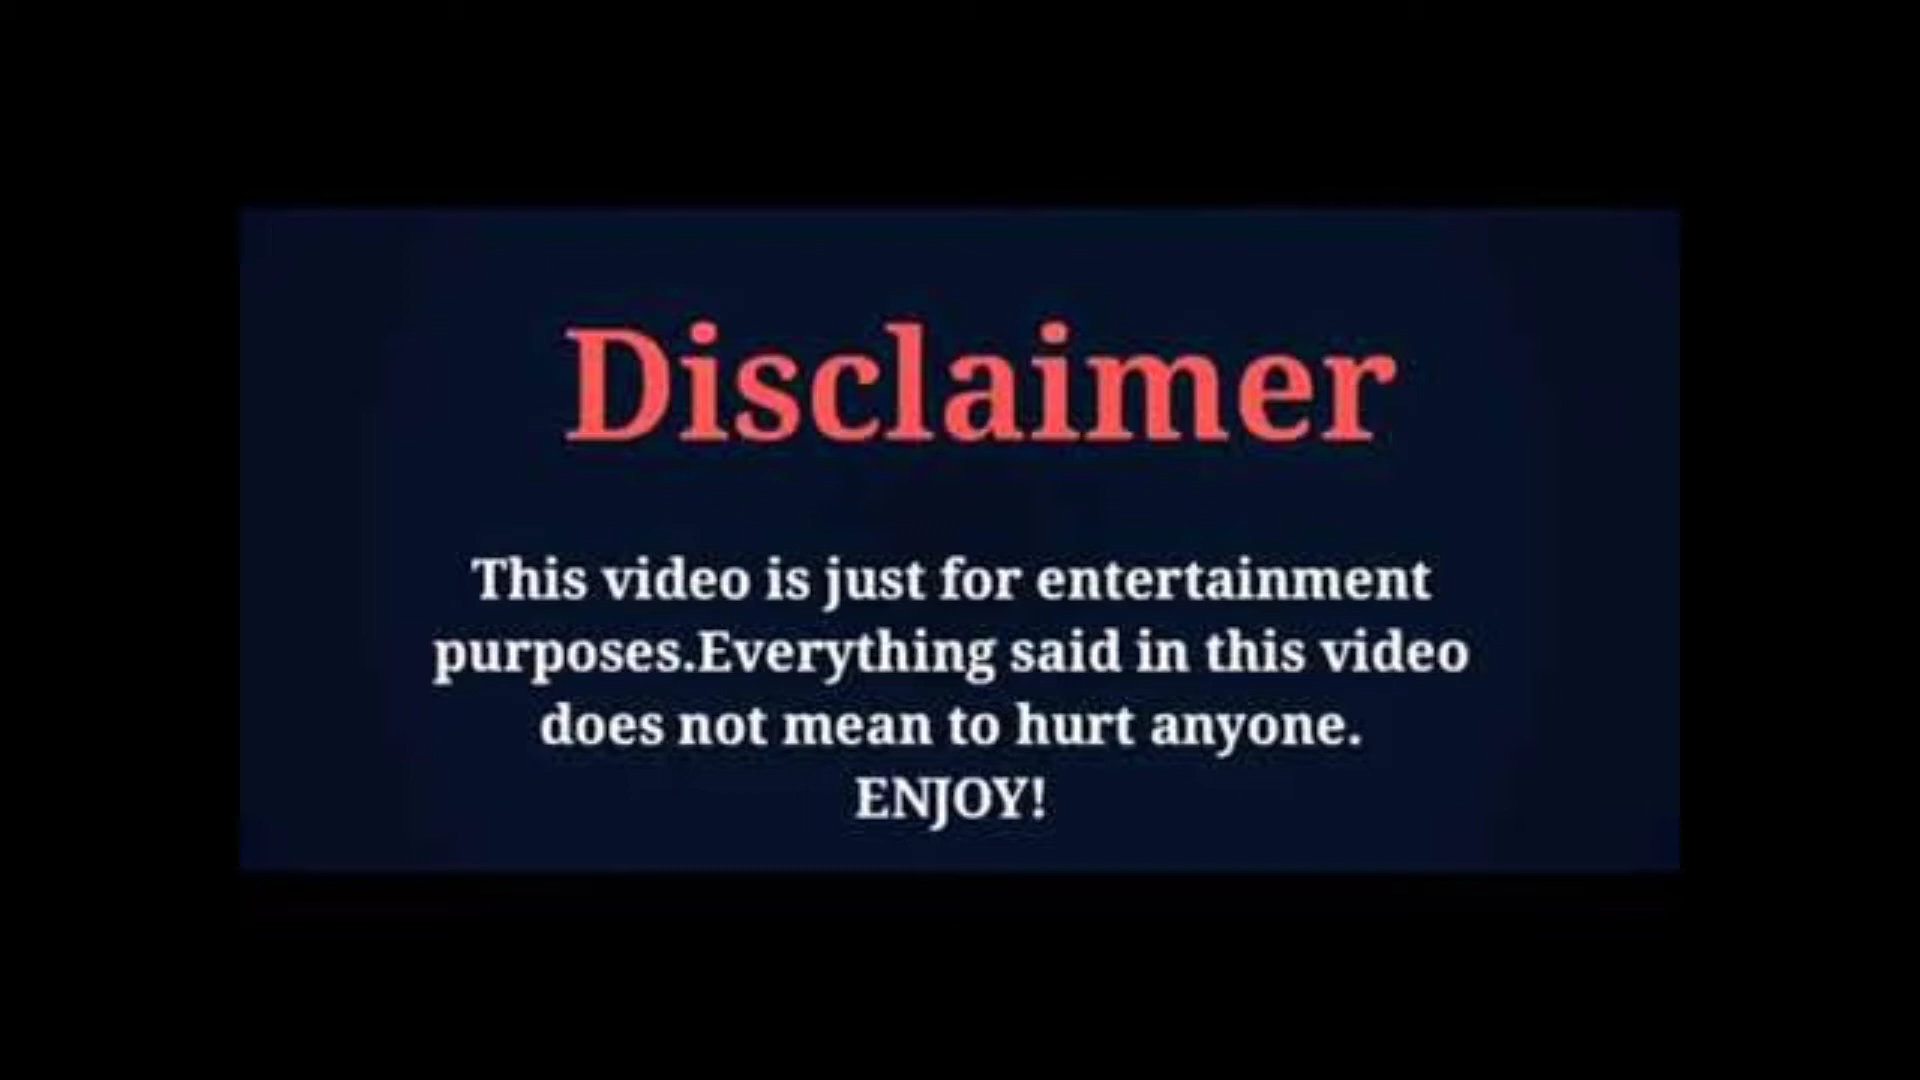 Disclaimer
This video is just for entertainment
purposes.Everything said in this video
does not mean to hurt anyone.
ENJOY!